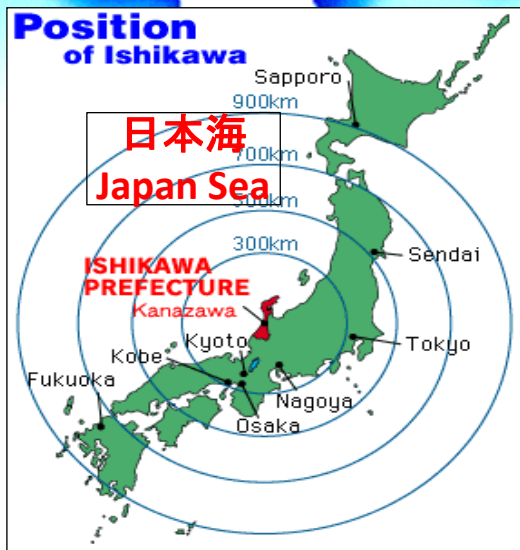 Position
of Ishikawa
Sapporo
900km
日本海
700km
Japan Sea
500km
300km
Sendai
ISHIKAWA
PREFECTURE
Kanazawa
Kyoto
Tokyo
Kobe
Fukuoka
Nagoya
Osaka